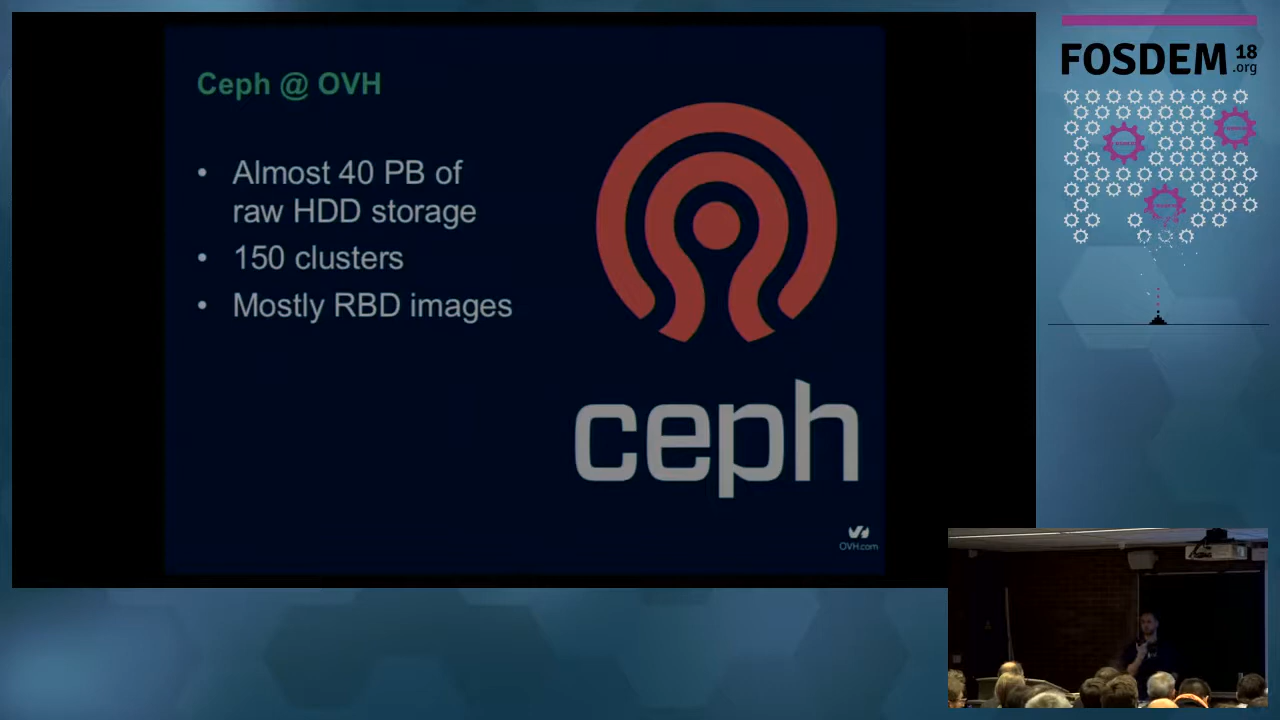 Ceph @ OVH
• Almost 40 PB of
raw HDD storage
• 150 clusters
• Mostly RBD images
ceph
OVH.com
FOSDEM 18
.org